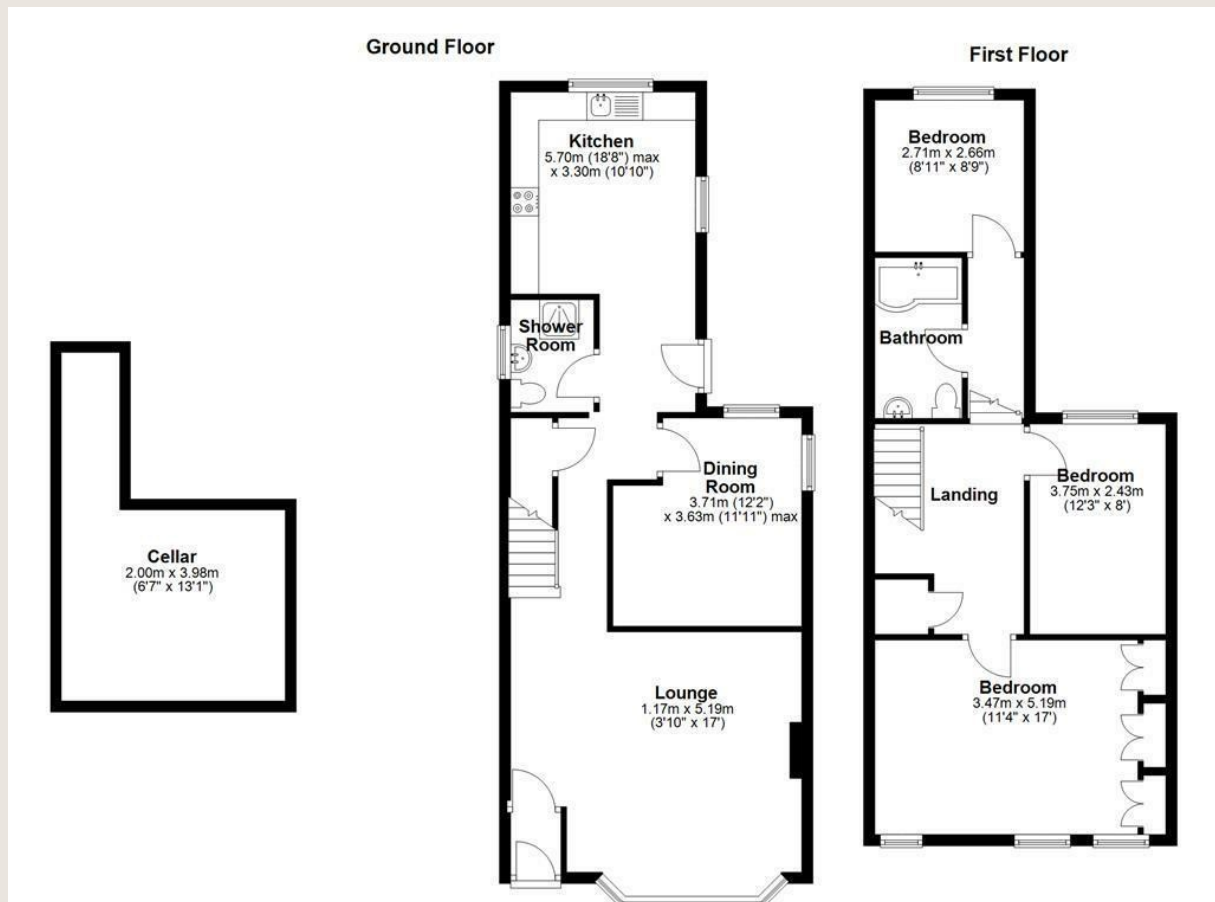 Ground Floor
Kitchen
5.70m (18'8") max
x 3.30m (10'10")
Shower
Room
Dining
Room
3.71m (12'2")
x 3.63m (11'11") max
Lounge
1.17m x 5.19m
(3'10" x 17')
Cellar
2.00m x 3.98m
(6'7" x 13'1")
First Floor
Bedroom
2.71m x 2.66m
(8'11" x 8'9")
Bathroom
Landing
Bedroom
3.75m x 2.43m
(12'3" x 8')
Bedroom
3.47m x 5.19m
(11'4" x 17')